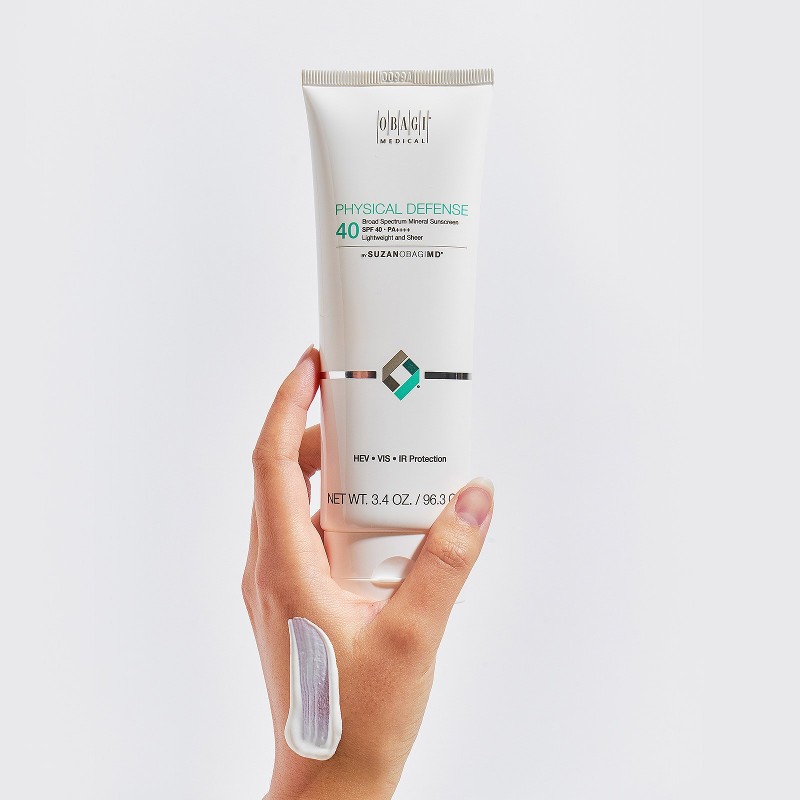 OBAGI
MEDICAL
PHYSICAL DEFENSE
40
Broad Spectrum Mineral Sunscreen
SPF 40 · PA++++
Lightweight and Sheer
BY SUZANOBAGIMD®
HEV • VIS • IR Protection
NET WT. 3.4 OZ. / 96.3